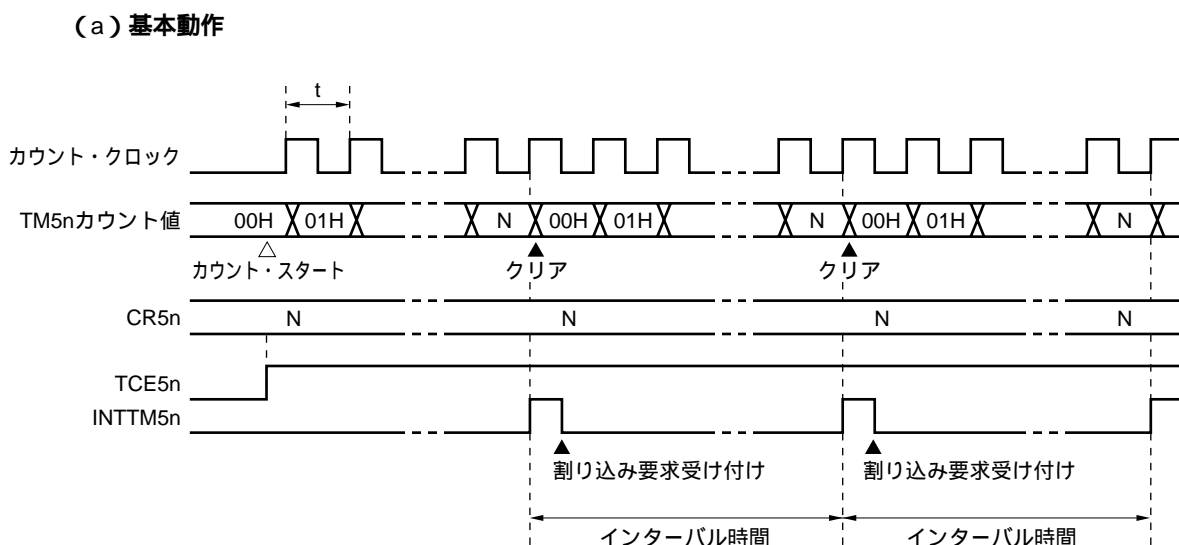 (a)基本動作
t
カウント・クロック
TM5nカウント値 00H 01H N 00H 01H N 00H 01H N
カウント・スタート クリア クリア
CR5n N N N N
TCE5n
INTTM5n
割り込み要求受け付け 割り込み要求受け付け
インターバル時間 インターバル時間